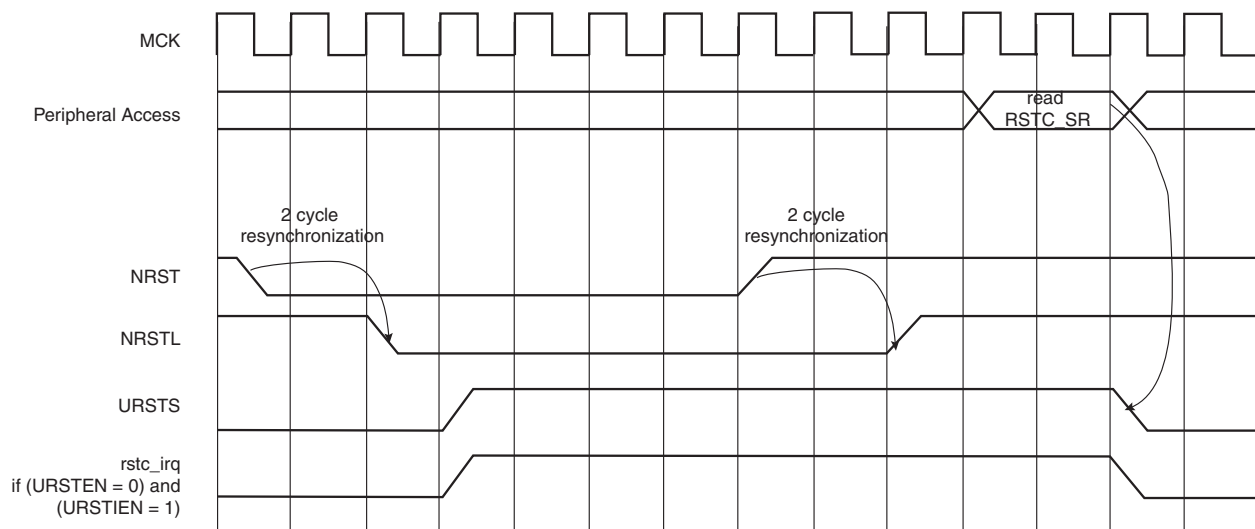 MCK
Peripheral Access
read
RSTC_SR
2 cycle
resynchronization
2 cycle
resynchronization
NRST
NRSTL
URSTS
rstc_irq
if (URSTEN = 0) and
(URSTIEN = 1)